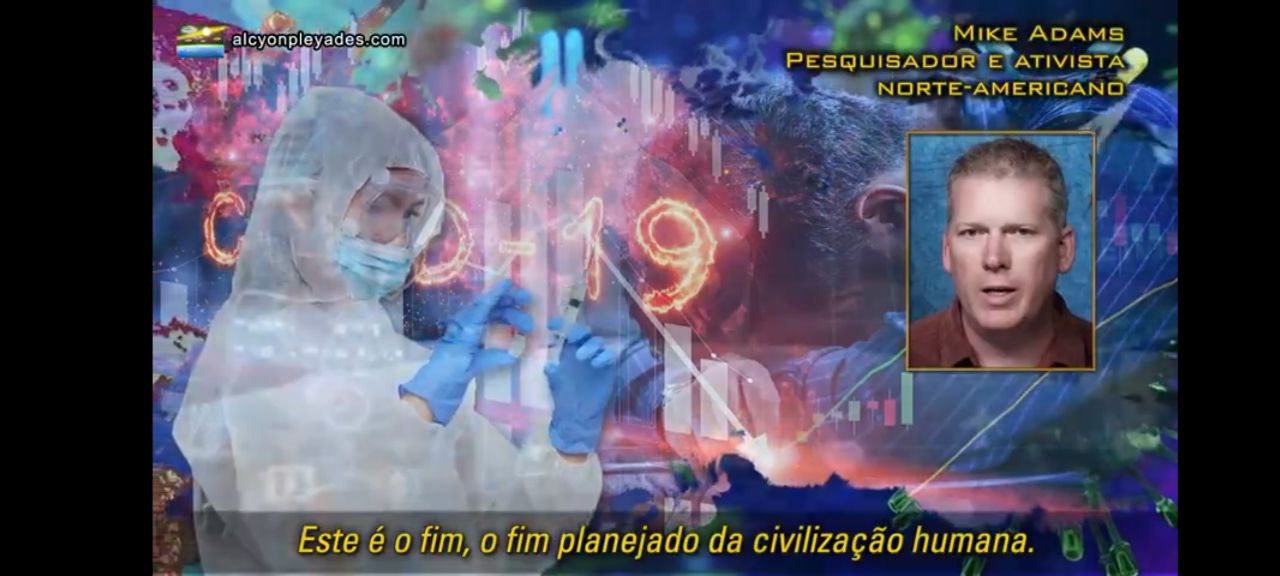 alcyonpleyades.com
Mike Adams
Pesquisador e ativista
norte-americano
Este é o fim, o fim planejado da civilização humana.